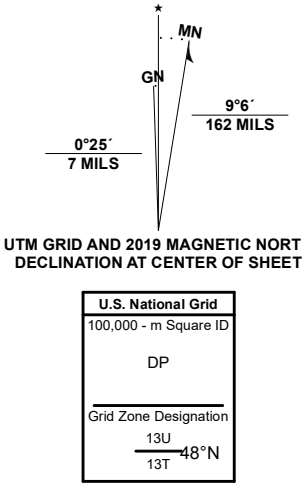 ★
MN
GN
9°6´
162 MILS
0°25´
7 MILS
UTM GRID AND 2019 MAGNETIC NORT
DECLINATION AT CENTER OF SHEET
U.S. National Grid
100,000 - m Square ID
DP
Grid Zone Designation
13U
48°N
13T